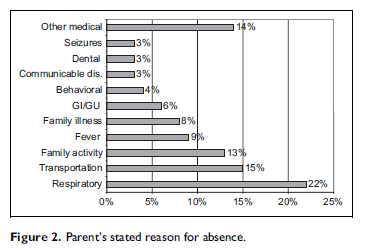 Other medical 14%
Seizures 3%
Dental 3%
Communicable dis. 3%
Behavioral 4%
GI/GU 6%
Family illness 8%
Fever 9%
Family activity 13%
Transportation 15%
Respiratory 22%
0% 5% 10% 15% 20% 25%
Figure 2. Parent's stated reason for absence.